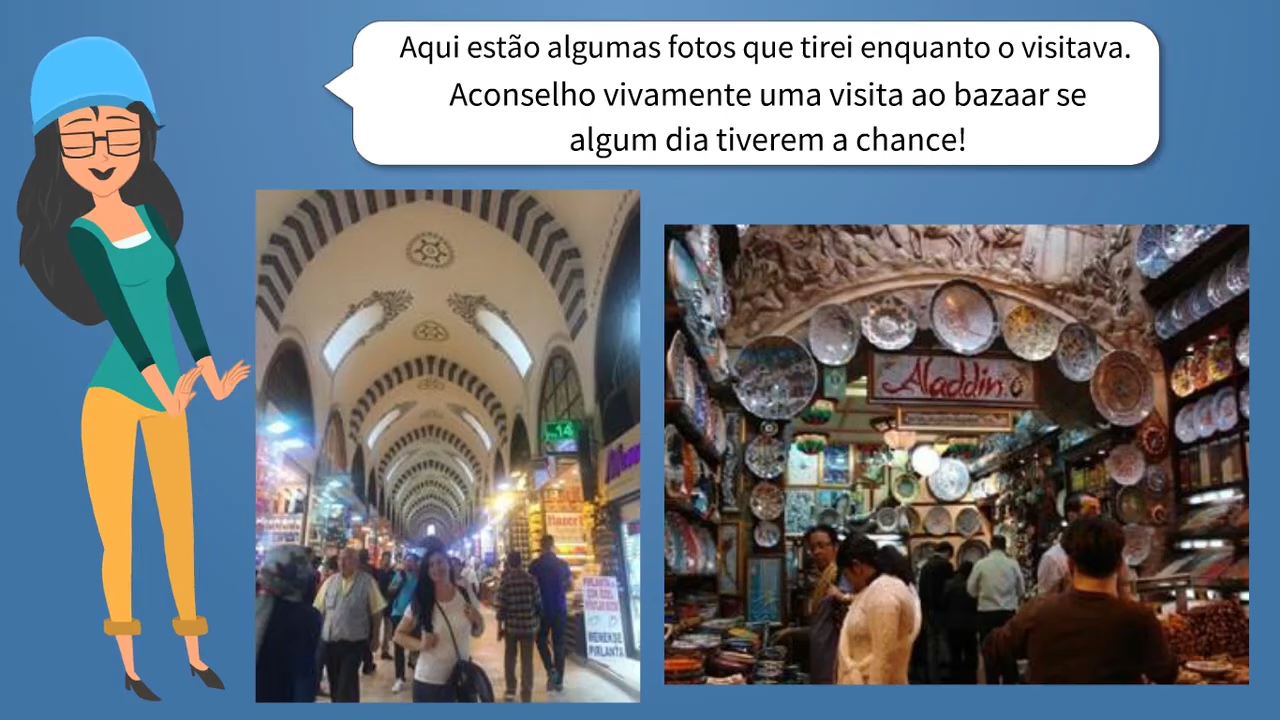 Aqui estão algumas fotos que tirei enquanto o visitava.
Aconselho vivamente uma visita ao bazaar se
algum dia tiverem a chance!
14
Aladdin
PIRLANTA